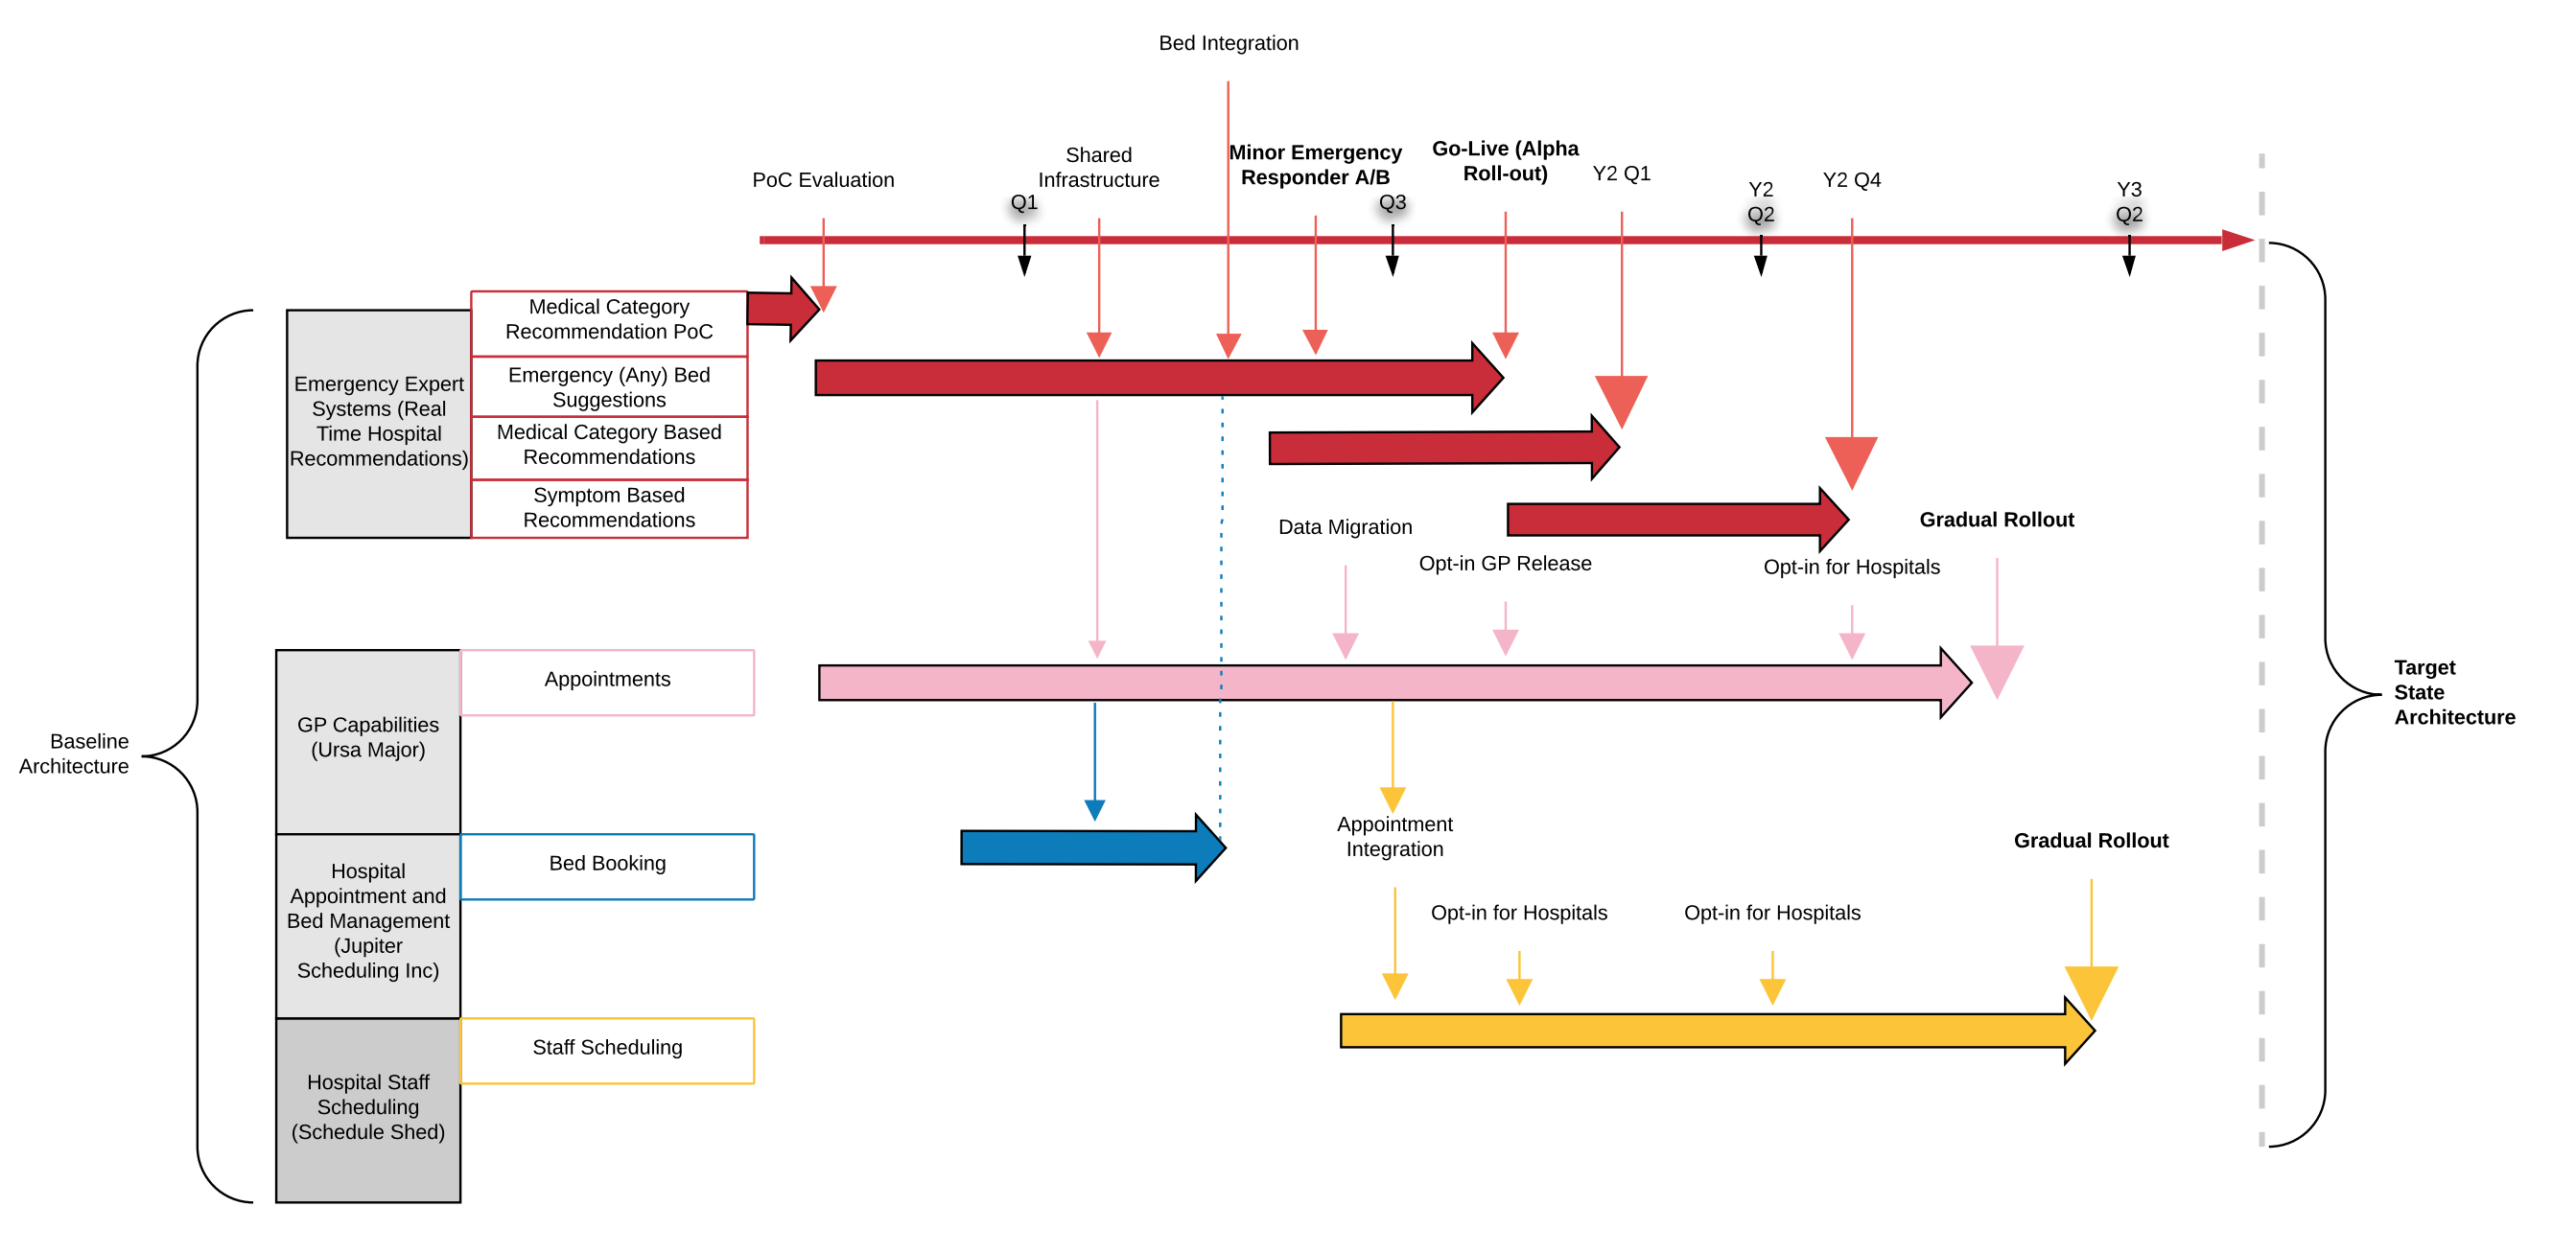 Bed Integration
Shared
Infrastructure
Minor Emergency
Responder A/B
Go-Live (Alpha
Roll-out)
Y2 Q1
PoC Evaluation
Q1
Q3
Y2
Q2
Y2 Q4
Y3
Q2
Medical Category
Recommendation PoC
Emergency (Any) Bed
Suggestions
Medical Category Based
Recommendations
Symptom Based
Recommendations
Emergency Expert
Systems (Real
Time Hospital
Recommendations)
Data Migration
Opt-in GP Release
Opt-in for Hospitals
Gradual Rollout
Baseline
Architecture
Target
State
Architecture
Appointments
GP Capabilities
(Ursa Major)
Bed Booking
Hospital
Appointment and
Bed Management
(Jupiter
Scheduling Inc)
Appointment
Integration
Gradual Rollout
Opt-in for Hospitals
Opt-in for Hospitals
Staff Scheduling
Hospital Staff
Scheduling
(Schedule Shed)